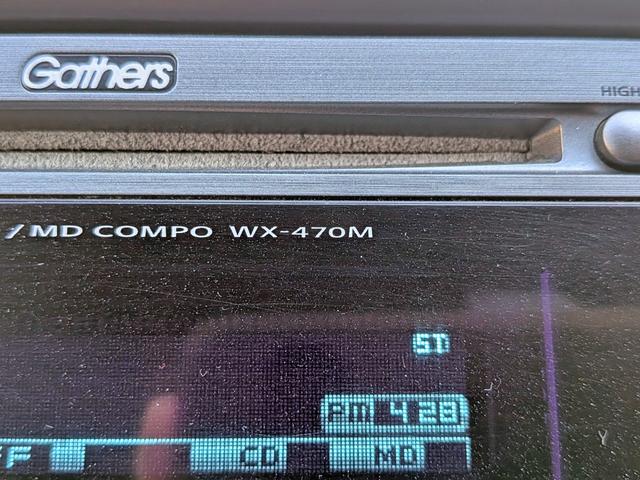 Gathers
HIGH
/MD COMPO WX-470M
ST
PM 4 28
CD MD